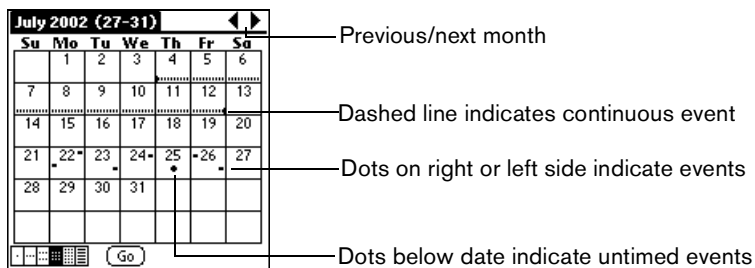 July 2002 (27-31)
Su Mo Tu We Th Fr Sa
1 2 3 4 5 6
7 8 9 10 11 12 13
14 15 16 17 18 19 20
21 22 23 24 25 26 27
28 29 30 31
Go
Previous/next month
Dashed line indicates continuous event
Dots on right or left side indicate events
Dots below date indicate untimed events